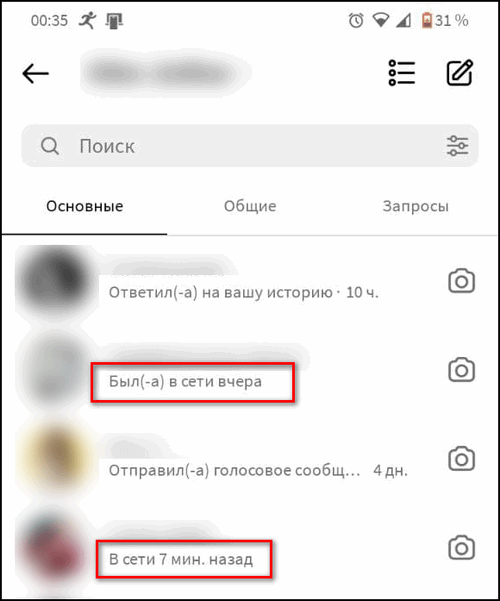 00:35 31 %
Поиск
Основные Общие Запросы
Ответил(-а) на вашу историю · 10 ч.
Был(-а) в сети вчера
Отправил(-а) голосовое сообщ... 4 дн.
В сети 7 мин. назад